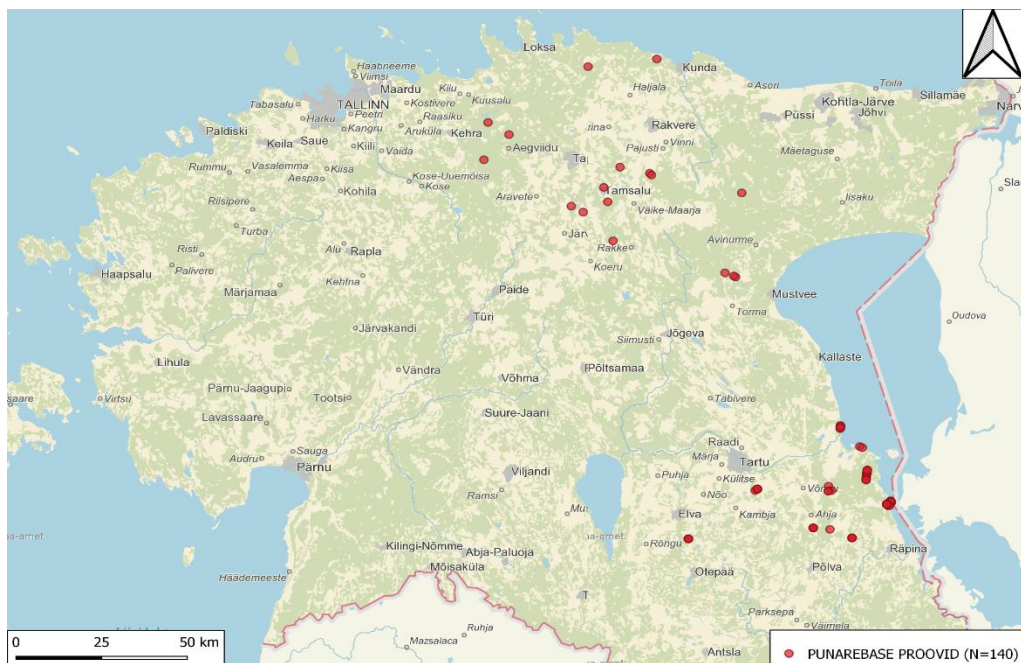 Loksa
Haabneeme
Viimsi
Maardu
Kunda
Aseri
Toila
Kiiu
Kuusalu
Haljala
Kohtla-Järve
Sillamäe
Tabasalu
TALLINN
Kostivere
Narv
Peetri
Raasiku
Püssi
Jõhvi
Harku
Paldiski
Kangru
Aruküla
Kehra
Rakvere
Keila
Saue
Kiili
Vaida
Aegviidu
Pajusti
Vinni
Mäetaguse
Rummu
Vasalemma
Kiisa
Aespa
Kose-Uuemõisa
Kose
Kohila
Aravete
Tamsalu
Riisipere
Väike-Maarja
Iisaku
Turba
Risti
Alu
Rapla
Järv
Rakke
Avinurme
Palivere
Koeru
Haapsalu
Kehtna
Märjamaa
Paide
Mustvee
Torma
Oudova
Türi
Järvakandi
Siimusti
Jõgeva
Lihula
Kallaste
Vändra
Põltsamaa
Võhma
Pärnu-Jaagupi
Tootsi
Virtsu
Tabivere
Lavassaare
Suure-Jaani
Raadi
Sauga
Audru
Pärnu
Märja
Tartu
Viljandi
Puhja
Külitse
Ramsi
Nõo
Elva
Kambja
Ahja
aa-amet
Kilingi-Nõmme
Abja-Paluoja
Rõngu
Räpina
Mõisaküla
Häädemeeste
Otepää
Põlva
Parksepa
Väimela
Ruhja
Mazsalaca
Antsla
0 25 50 km
PUNAREBASE PROOVID (N=140)